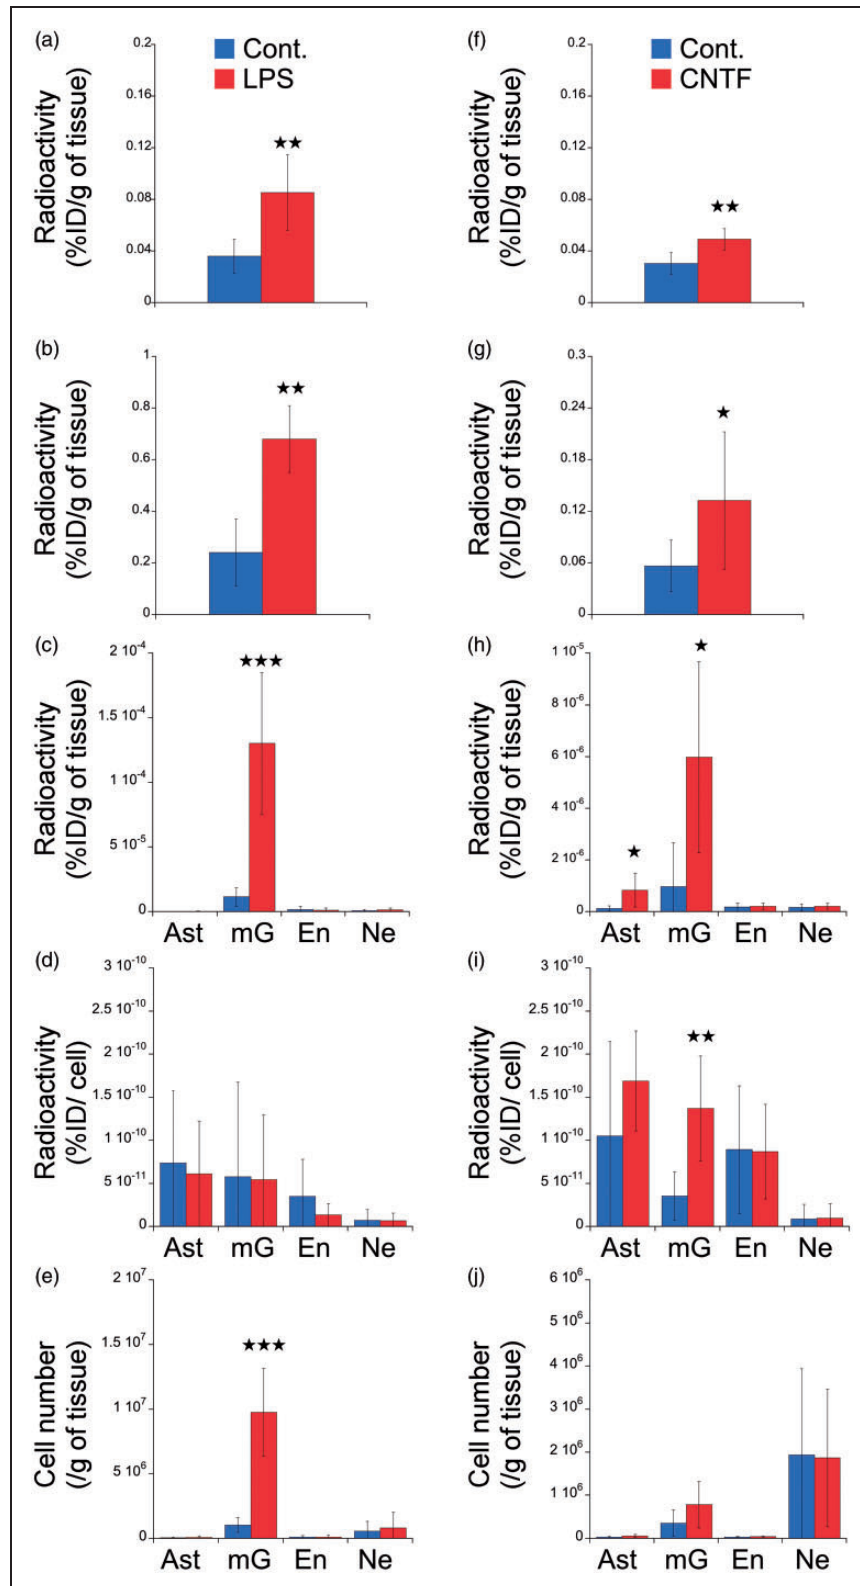 (a)
Cont.
LPS
Radioactivity
(%ID/g of tissue)
0.2
0.16
0.12
0.08
0.04
0
★★
(f)
Cont.
CNTF
Radioactivity
(%ID/g of tissue)
0.2
0.16
0.12
0.08
0.04
0
★★
(b)
Radioactivity
(%ID/g of tissue)
1
0.8
0.6
0.4
0.2
0
★★
(g)
Radioactivity
(%ID/g of tissue)
0.3
0.24
0.18
0.12
0.06
0
★
(c)
Radioactivity
(%ID/g of tissue)
2 10⁻⁴
1.5 10⁻⁴
1 10⁻⁴
5 10⁻⁵
0
★★★
Ast mG En Ne
(h)
Radioactivity
(%ID/g of tissue)
1 10⁻⁵
8 10⁻⁶
6 10⁻⁶
4 10⁻⁶
2 10⁻⁶
0
★
★
Ast mG En Ne
(d)
Radioactivity
(%ID/ cell)
3 10⁻¹⁰
2.5 10⁻¹⁰
2 10⁻¹⁰
1.5 10⁻¹⁰
1 10⁻¹⁰
5 10⁻¹¹
0
Ast mG En Ne
(i)
Radioactivity
(%ID/ cell)
3 10⁻¹⁰
2.5 10⁻¹⁰
2 10⁻¹⁰
1.5 10⁻¹⁰
1 10⁻¹⁰
5 10⁻¹¹
0
★★
Ast mG En Ne
(e)
Cell number
(/g of tissue)
2 10⁷
1.5 10⁷
1 10⁷
5 10⁶
0
★★★
Ast mG En Ne
(j)
Cell number
(/g of tissue)
6 10⁶
5 10⁶
4 10⁶
3 10⁶
2 10⁶
1 10⁶
0
Ast mG En Ne